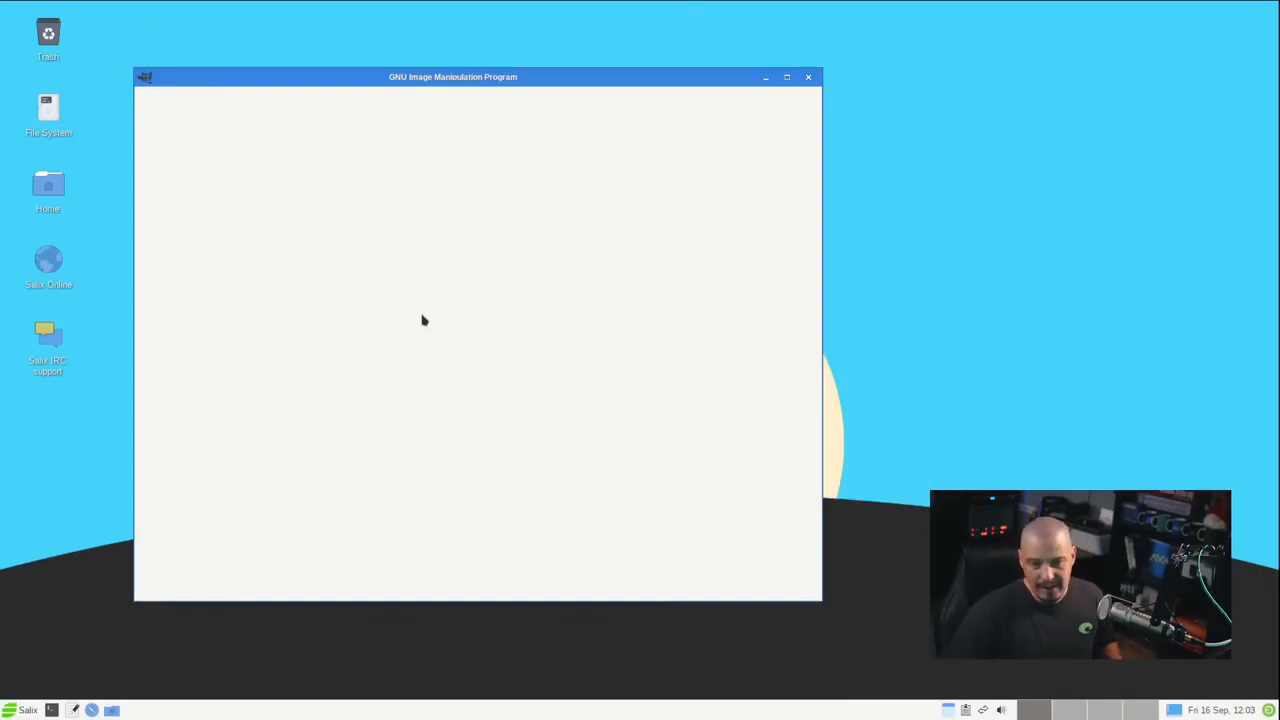 Trash
GNU Image Manipulation Program
File System
Home
Salix Online
Salix IRC
support
Salix
Fri 16 Sep, 12:03